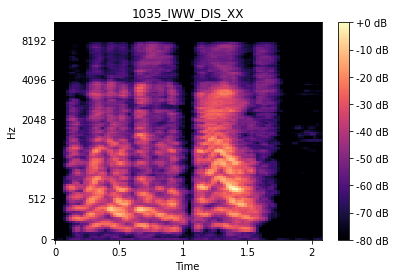 1035_IWW_DIS_XX
+0 dB
8192
-10 dB
4096
-20 dB
-30 dB
2048
Hz
-40 dB
1024
-50 dB
512
-60 dB
-70 dB
0
-80 dB
0
0.5
1
1.5
2
Time